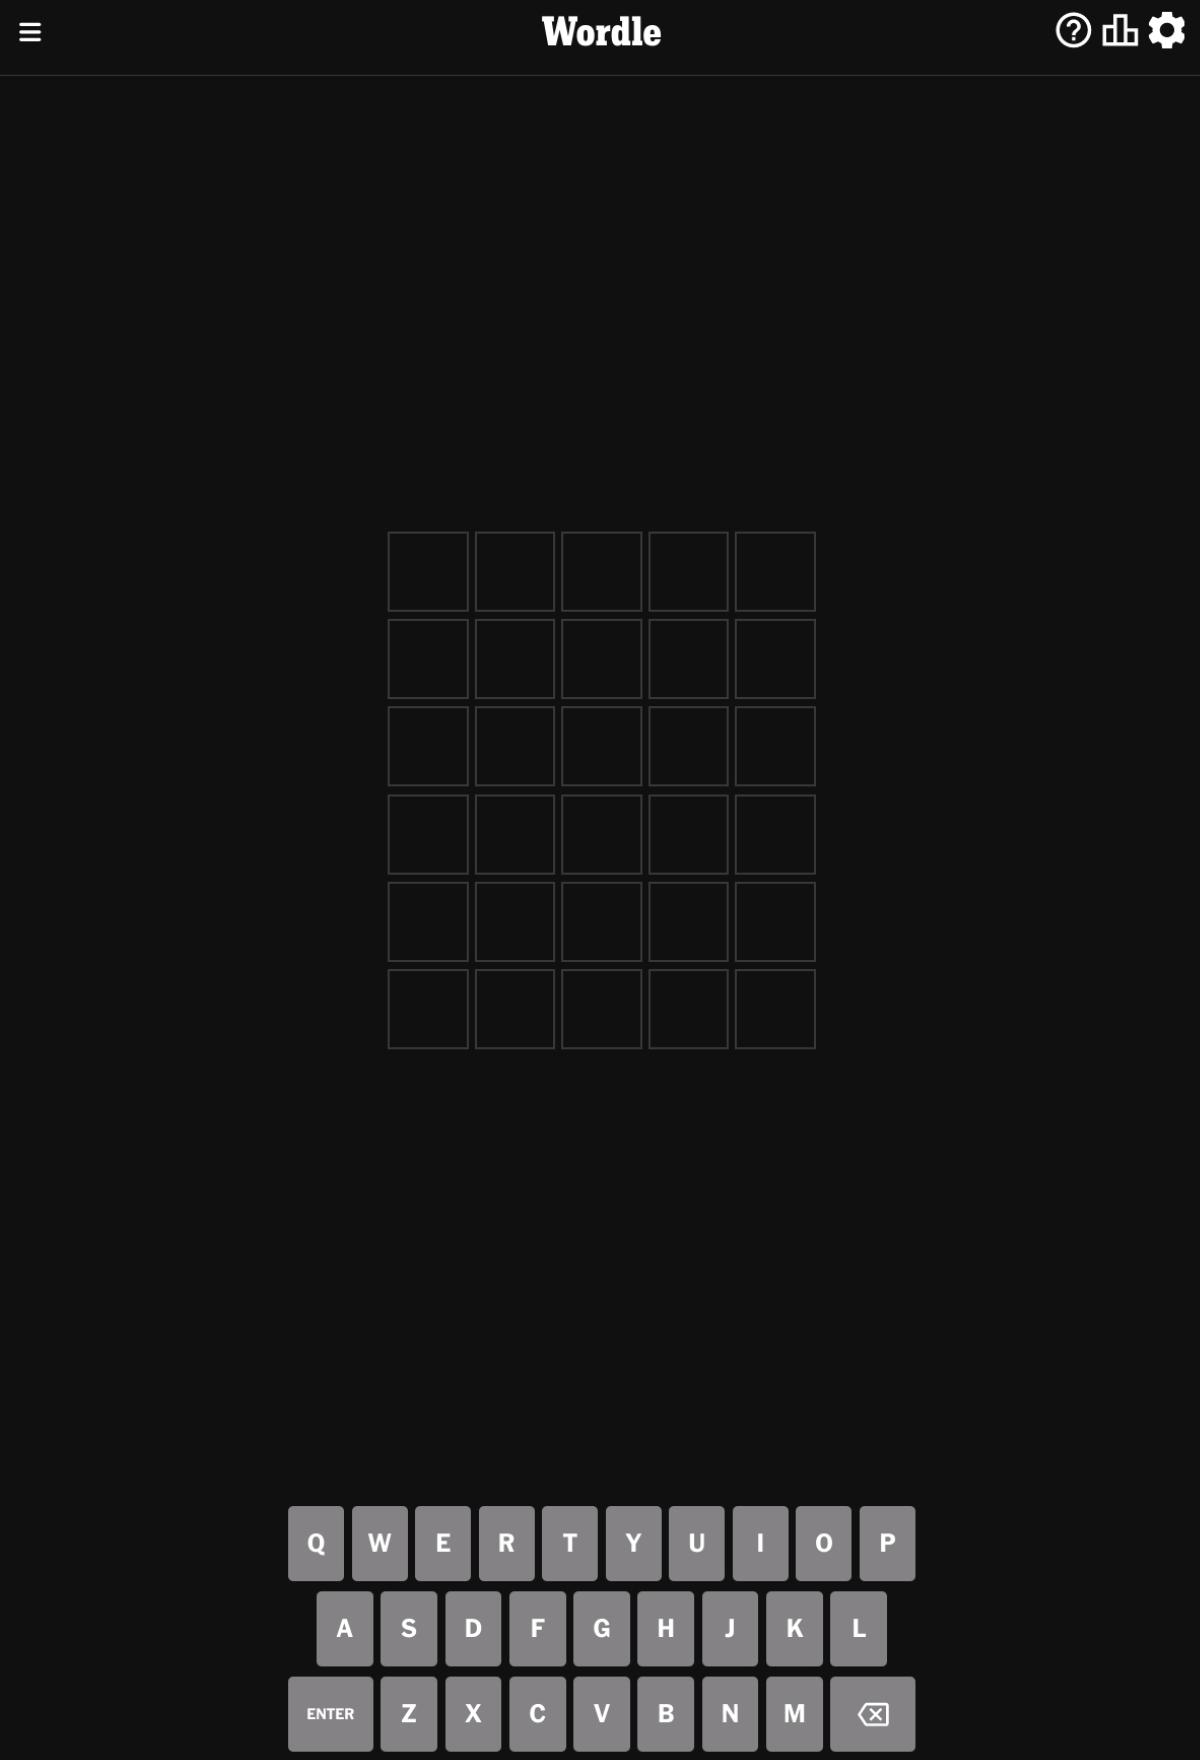 Wordle
Q W E R T Y U I O P
A S D F G H J K L
ENTER Z X C V B N M